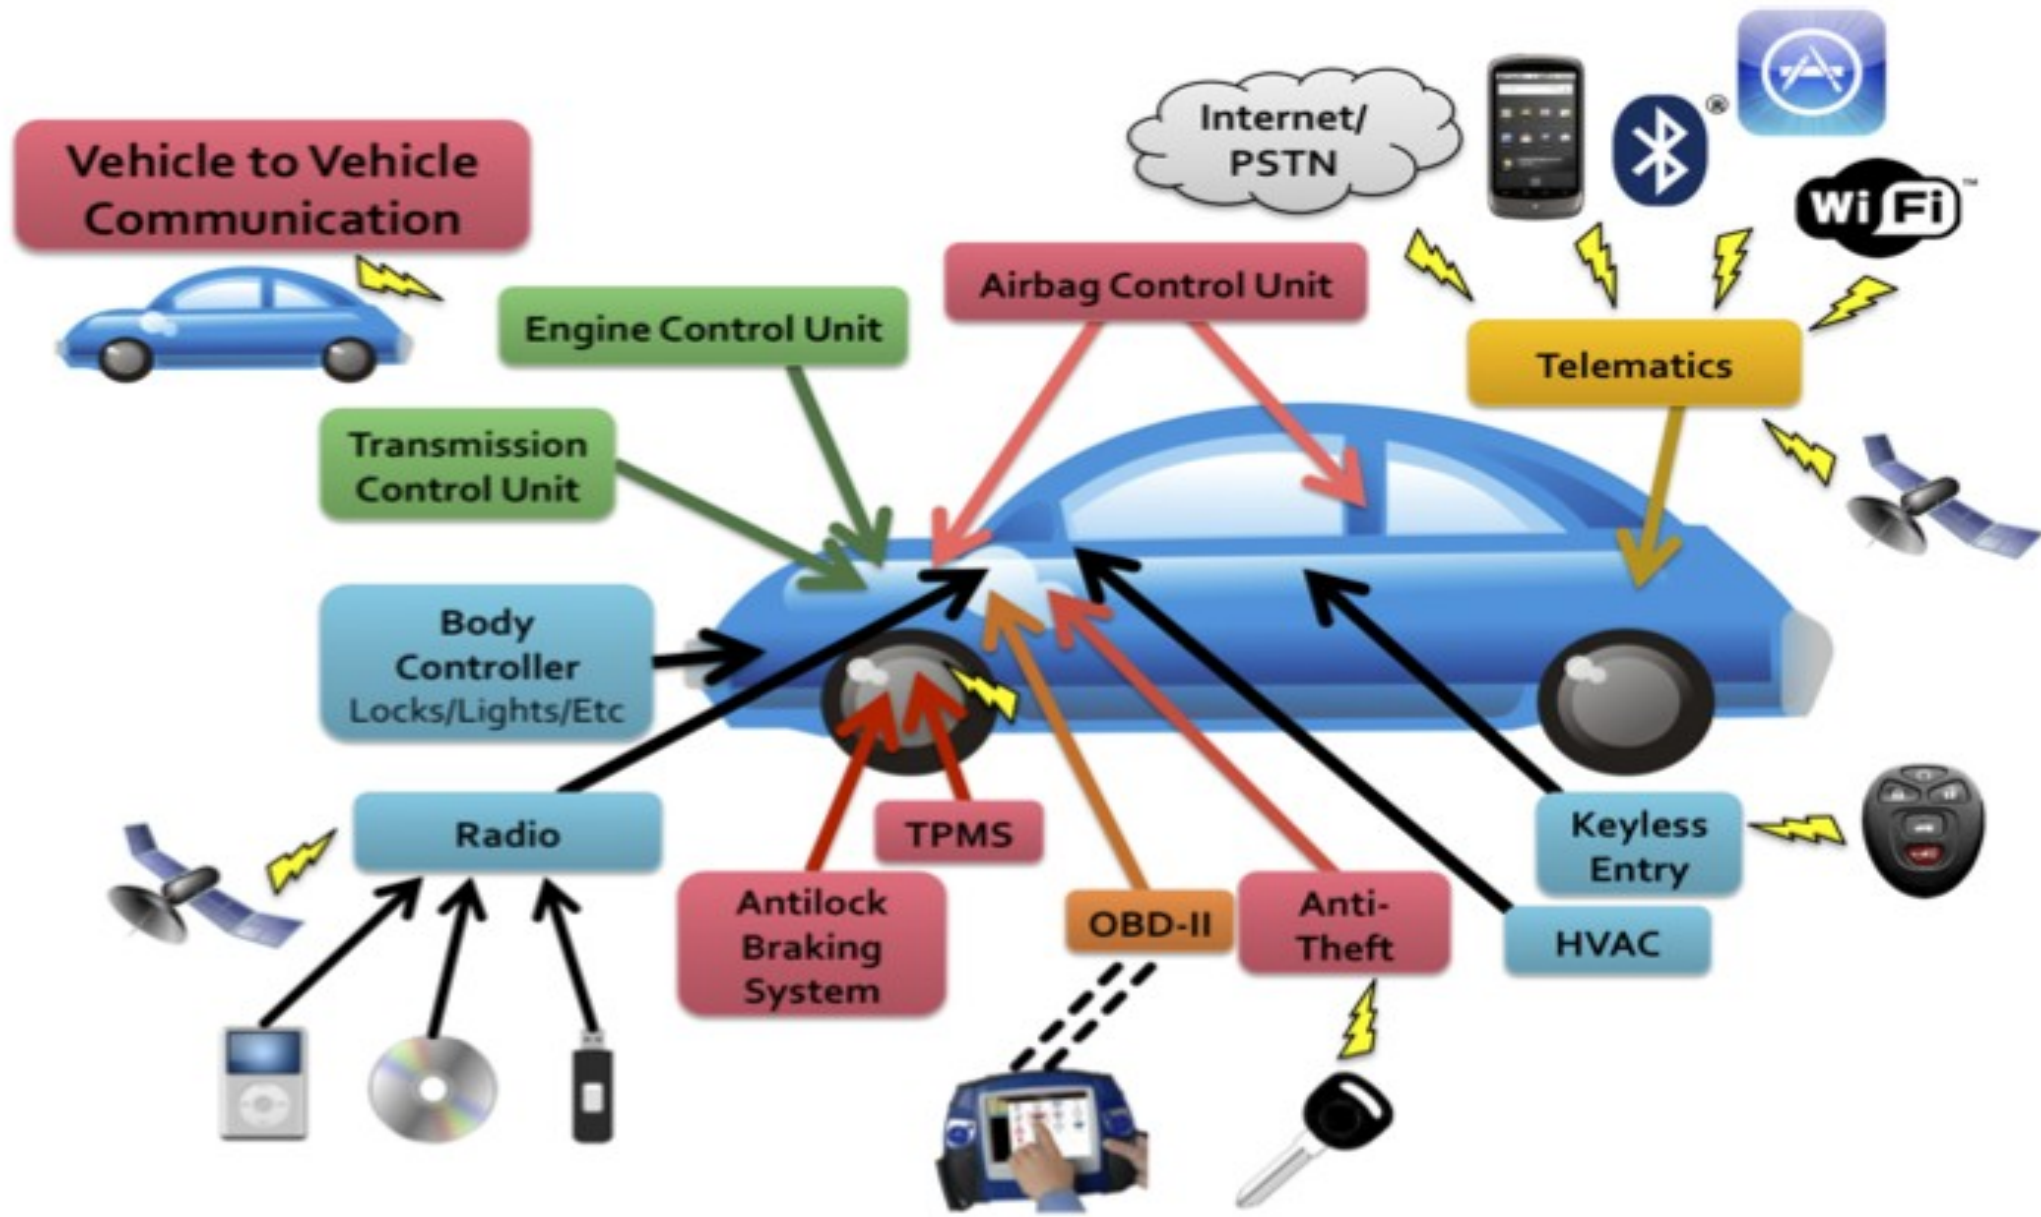 Vehicle to Vehicle
Communication
Internet/
PSTN
®
WiFi™
Airbag Control Unit
Engine Control Unit
Telematics
Transmission
Control Unit
Body
Controller
Locks/Lights/Etc
Radio
TPMS
Keyless
Entry
Antilock
Braking
System
OBD-II
Anti-
Theft
HVAC